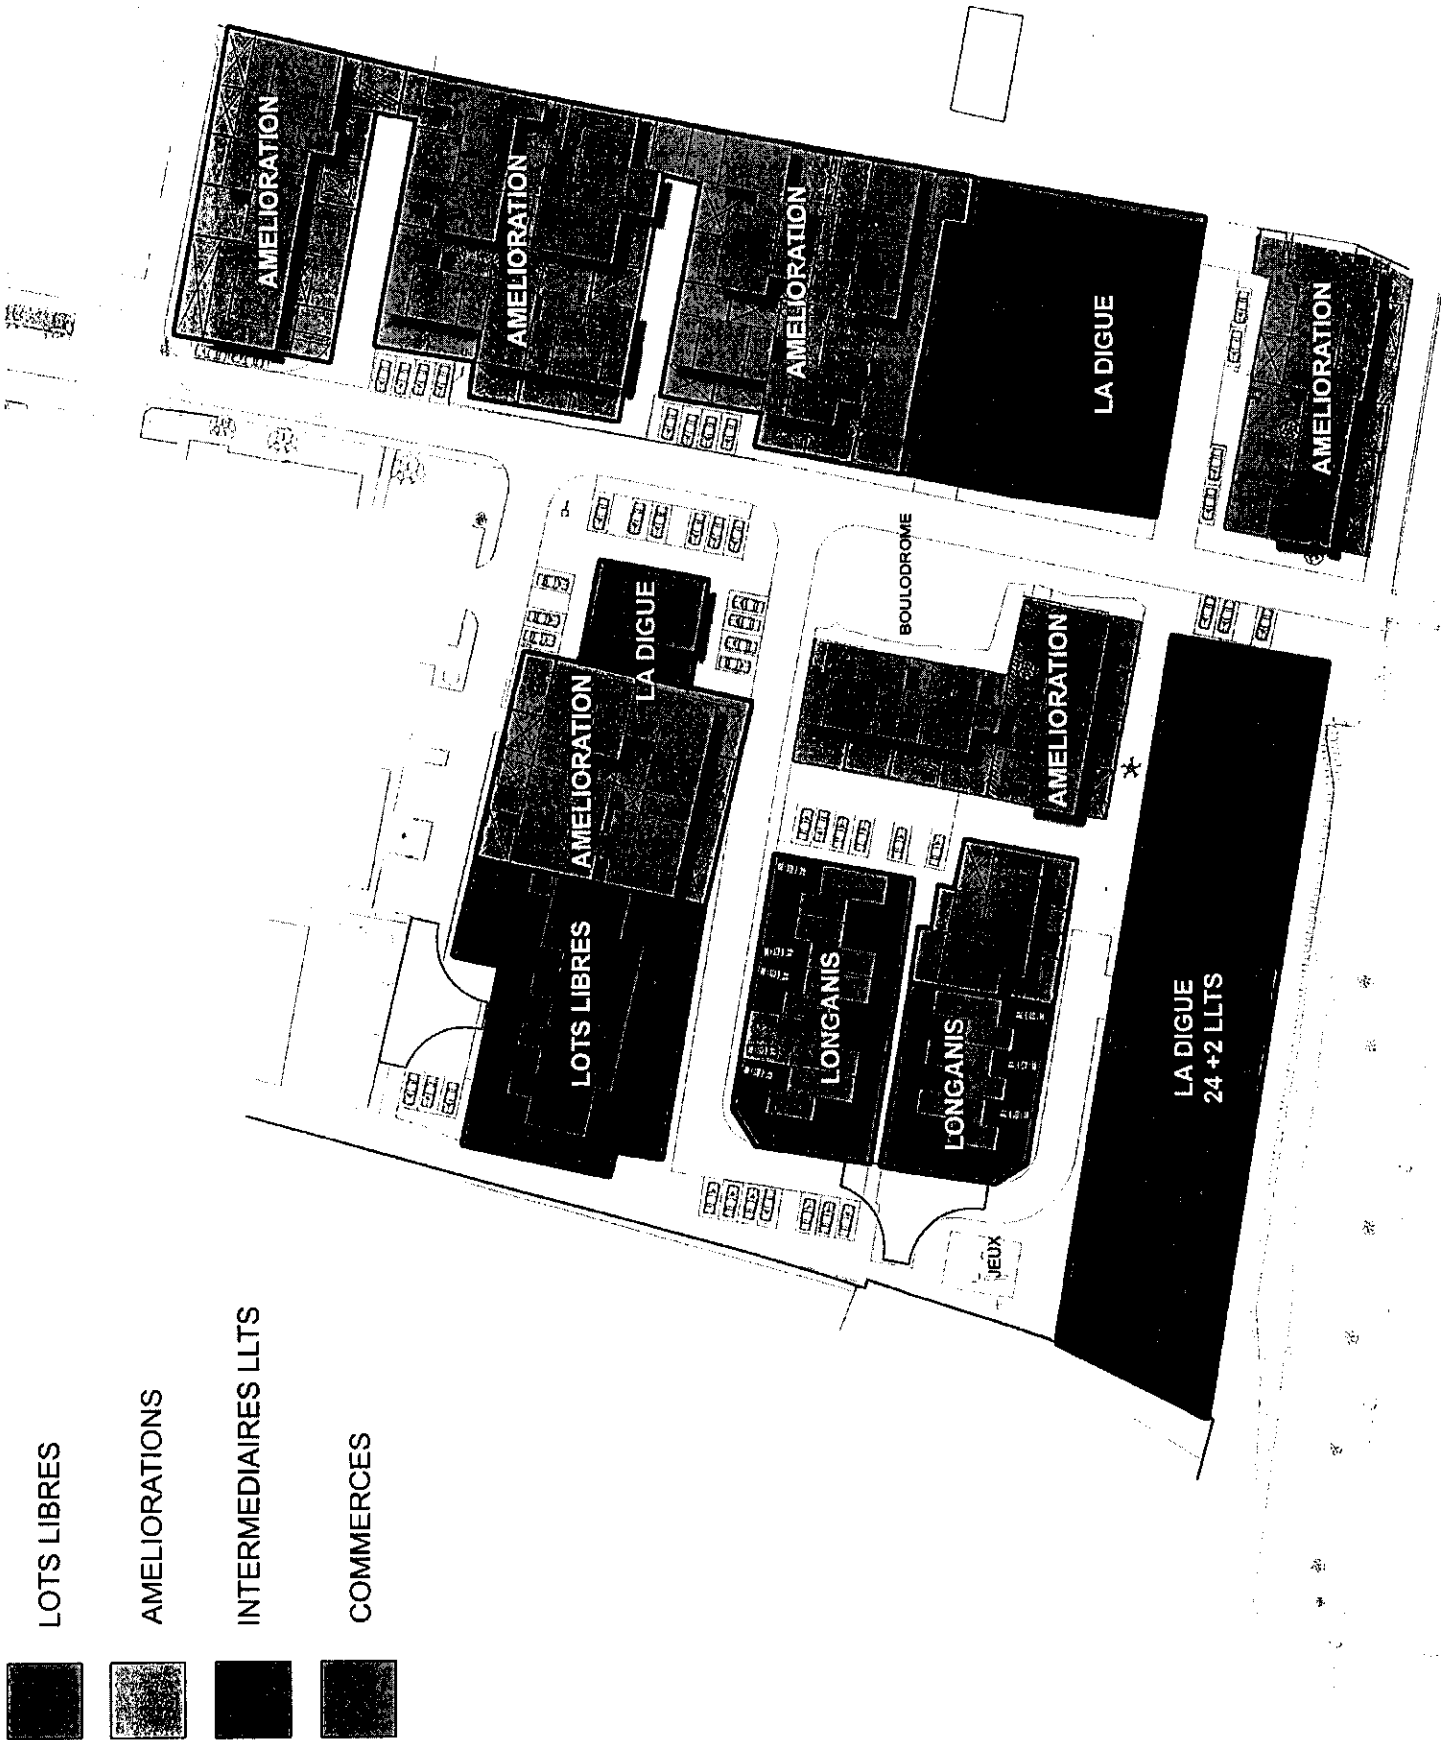 LOTS LIBRES
AMELIORATIONS
INTERMEDIAIRES LLTS
COMMERCES
AMELIORATION
AMELIORATION
AMELIORATION
LA DIGUE
AMELIORATION
BOULODROME
LA DIGUE
AMELIORATION
AMELIORATION
LOTS LIBRES
LONGANIS
LONGANIS
LA DIGUE
24 +2 LLTS
JEUX